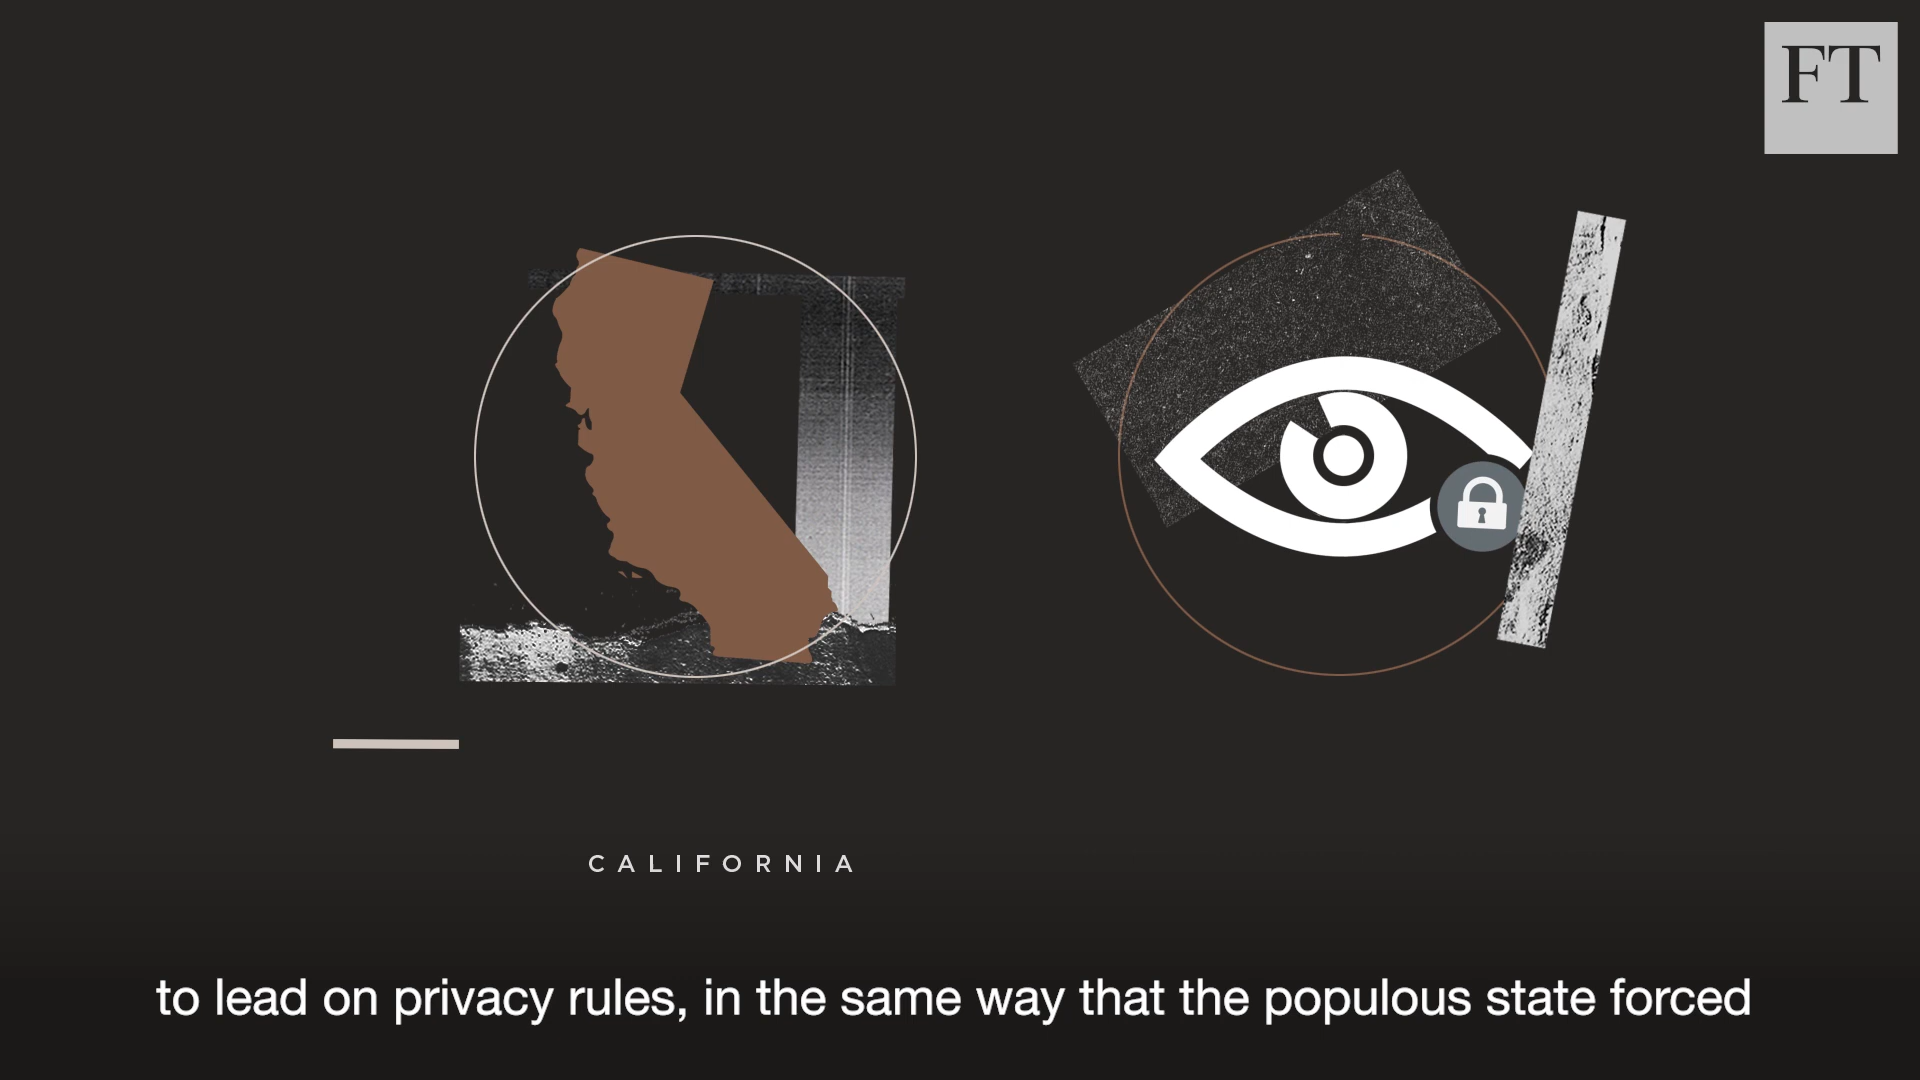 FT
CALIFORNIA
to lead on privacy rules, in the same way that the populous state forced